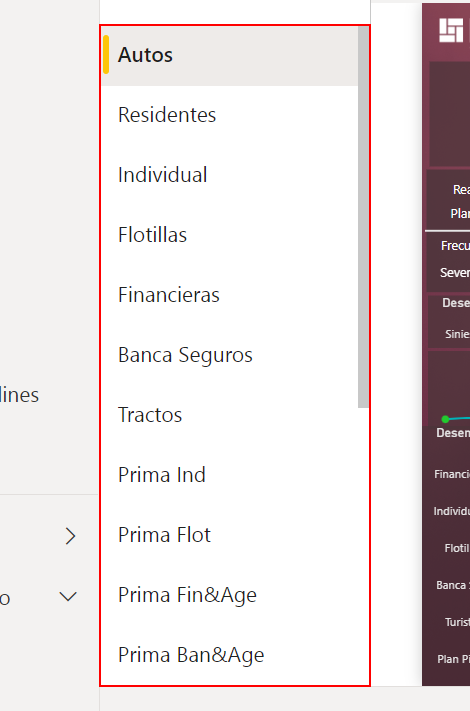 Autos
Residentes
Individual
Flotillas
Financieras
Banca Seguros
Tractos
Prima Ind
Prima Flot
Prima Fin&Age
Prima Ban&Age
lines
o
Rea
Plan
Frecu
Sever
Dese
Sinie
Desem
Financi
Individu
Flotil
Banca S
Turist
Plan Pi